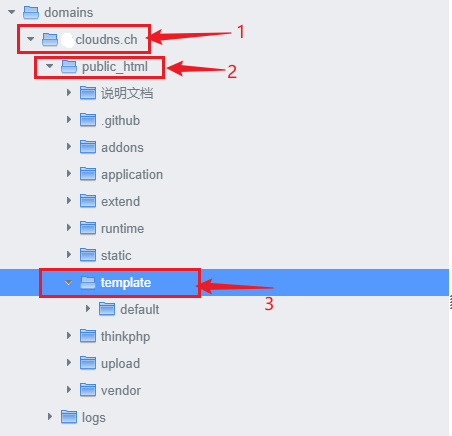 domains
cloudns.ch
1
public_html
2
说明文档
.github
addons
application
extend
runtime
static
template
3
default
thinkphp
upload
vendor
logs